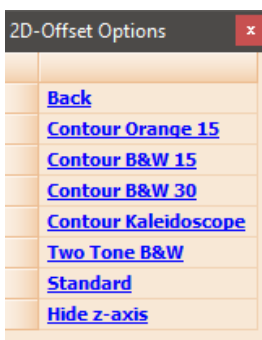 2D-Offset Options
x
Back
Contour Orange 15
Contour B&W 15
Contour B&W 30
Contour Kaleidoscope
Two Tone B&W
Standard
Hide z-axis